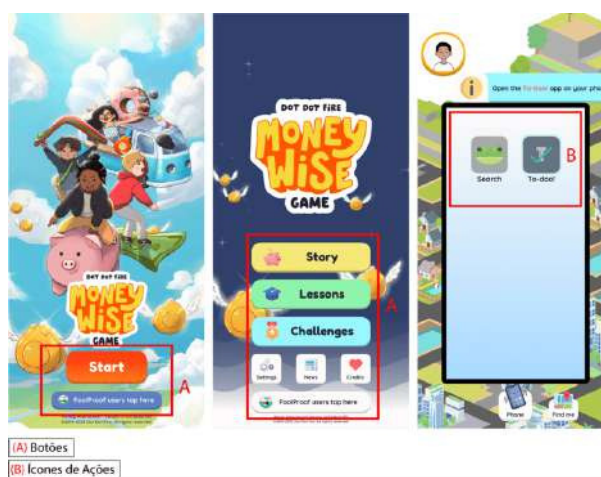 DOT DOT FIRE
MONEY
WISE
GAME
Start
FoolProof users tap here
A
DOT DOT FIRE
MONEY
WISE
GAME
Story
Lessons
Challenges
Settings
News
Credits
FoolProof users tap here
A
i
Open the To-doo! app on your pho
Search
To-doo!
B
Phone
Find me
(A) Botões
(B) Ícones de Ações